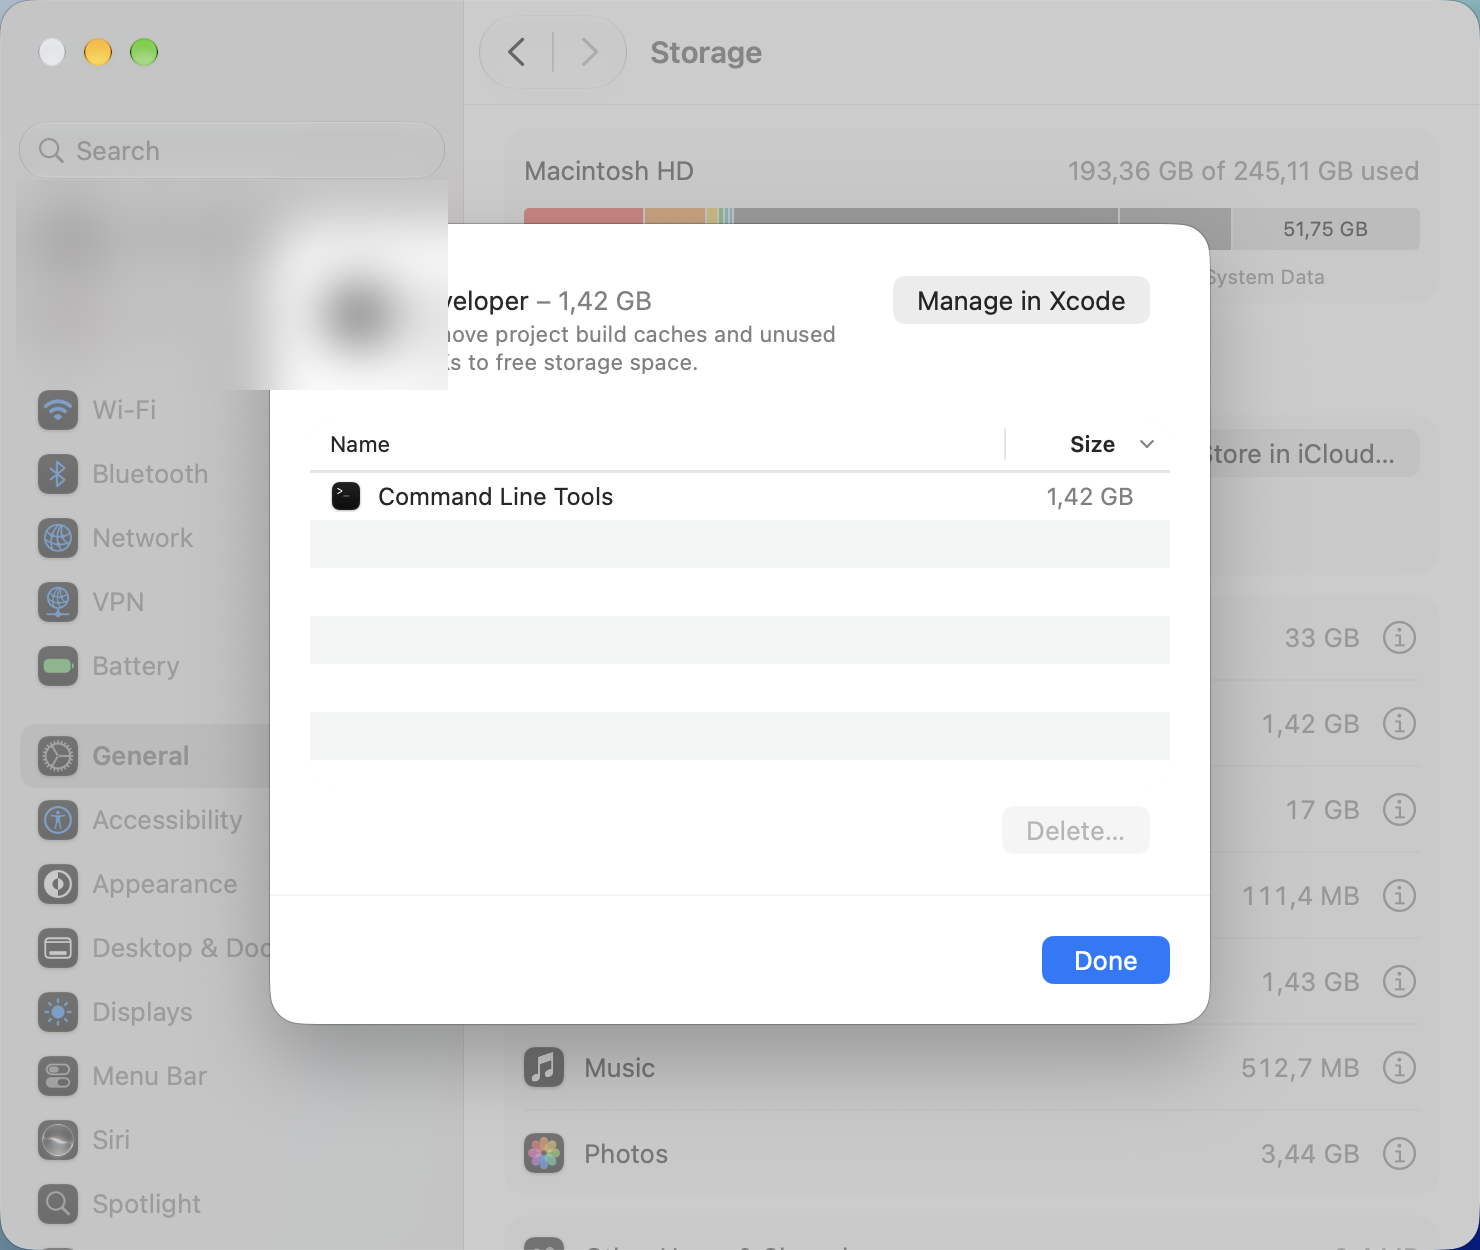 Search
Wi-Fi
Bluetooth
Network
VPN
Battery
General
Accessibility
Appearance
Desktop &
Displays
Menu Bar
Siri
Spotlight
Storage
Macintosh HD
193,36 GB of 245,11 GB used
51,75 GB
System Data
– 1,42 GB
project build caches and unused
to free storage space.
Manage in Xcode
Name
Size
Command Line Tools
1,42 GB
Delete...
Done
Store in iCloud...
33 GB
1,42 GB
17 GB
111,4 MB
1,43 GB
Music
512,7 MB
Photos
3,44 GB